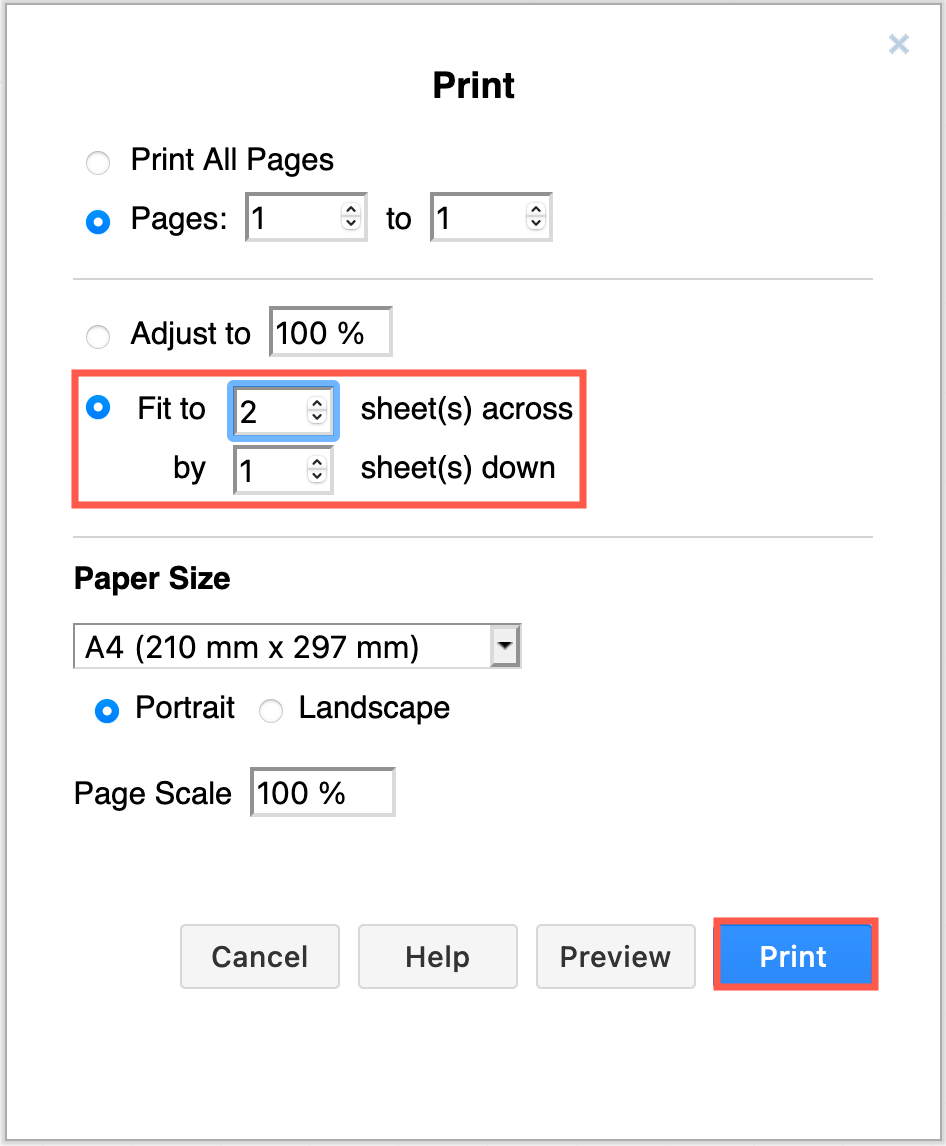 Print
Print All Pages
Pages: 1 to 1
Adjust to 100 %
Fit to 2 sheet(s) across
by 1 sheet(s) down
Paper Size
A4 (210 mm x 297 mm)
Portrait Landscape
Page Scale 100 %
Cancel Help Preview Print